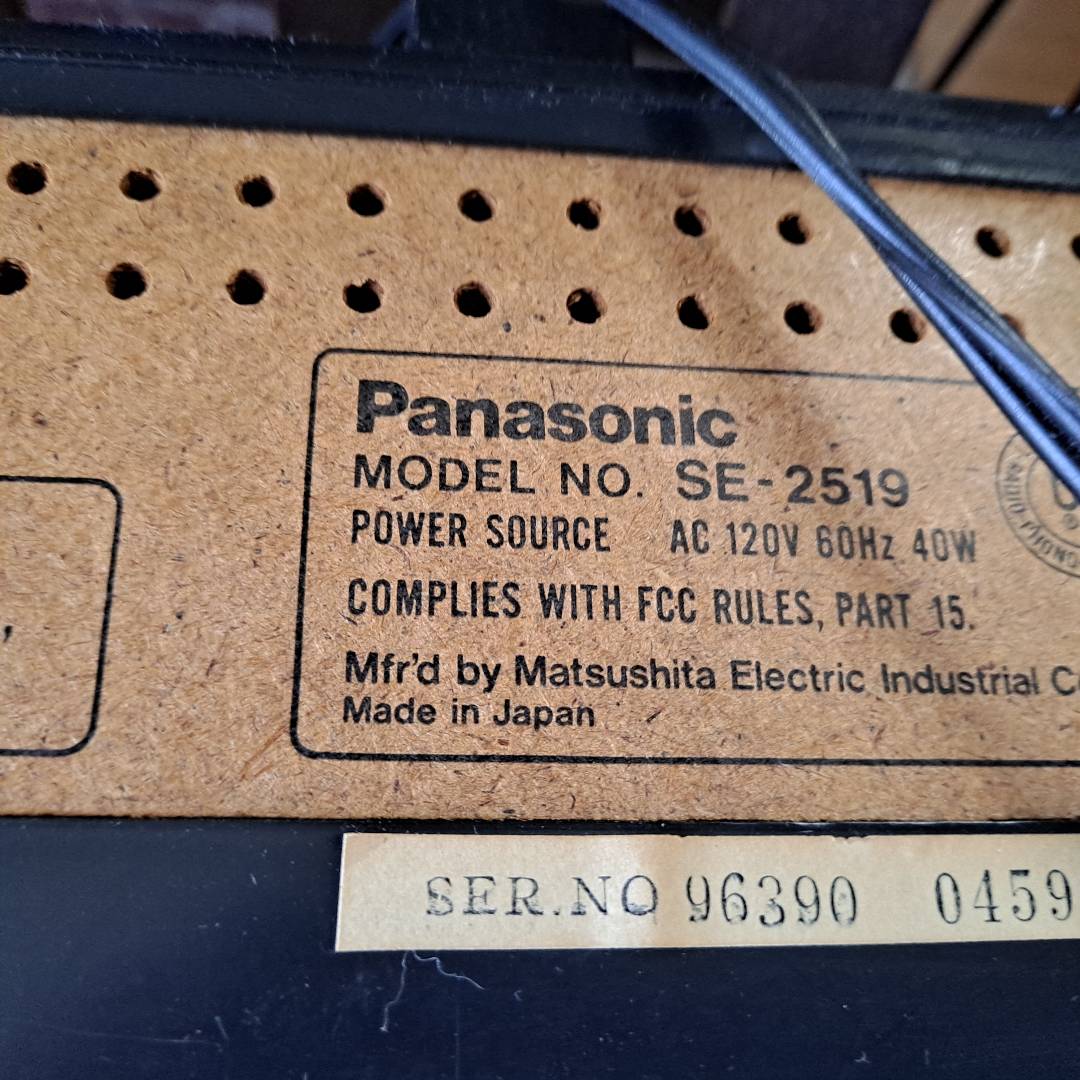 Panasonic
MODEL NO. SE-2519
POWER SOURCE AC 120V 60Hz 40W
COMPLIES WITH FCC RULES, PART 15.
Mfr'd by Matsushita Electric Industrial
Made in Japan
SER.NO 96390 0459